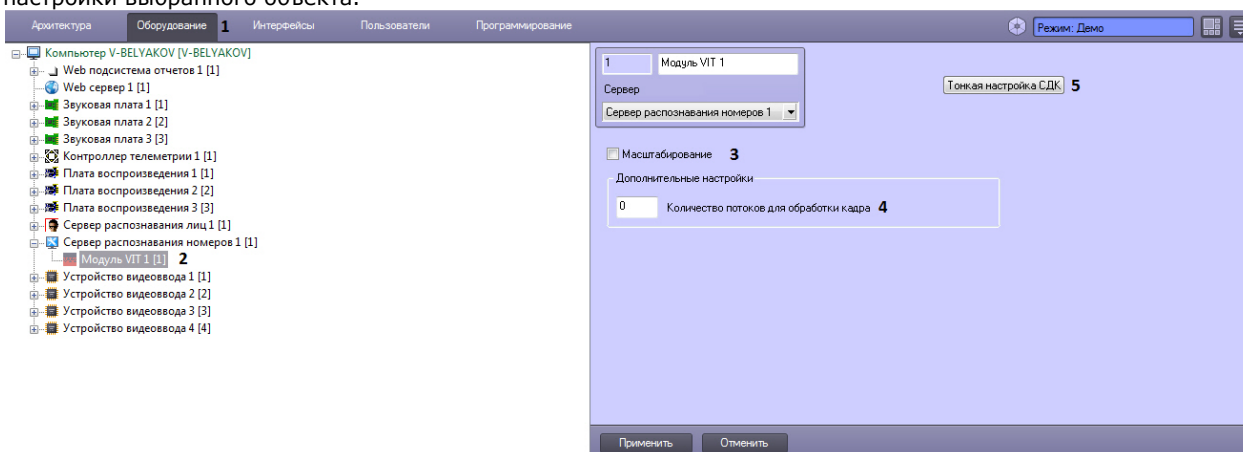 настройки выбранного объекта.
Архитектура Оборудование 1 Интерфейсы Пользователи Программирование Режим: Демо
Компьютер V-BELYAKOV [V-BELYAKOV]
Web подсистема отчетов 1 [1]
Web сервер 1 [1]
Звуковая плата 1 [1]
Звуковая плата 2 [2]
Звуковая плата 3 [3]
Контроллер телеметрии 1 [1]
Плата воспроизведения 1 [1]
Плата воспроизведения 2 [2]
Плата воспроизведения 3 [3]
Сервер распознавания лиц 1 [1]
Сервер распознавания номеров 1 [1]
Модуль VIT 1 [1] 2
Устройство видеоввода 1 [1]
Устройство видеоввода 2 [2]
Устройство видеоввода 3 [3]
Устройство видеоввода 4 [4]
1 Модуль VIT 1
Сервер
Сервер распознавания номеров 1
Тонкая настройка СДК 5
Масштабирование 3
Дополнительные настройки
0 Количество потоков для обработки кадра 4
Применить Отменить